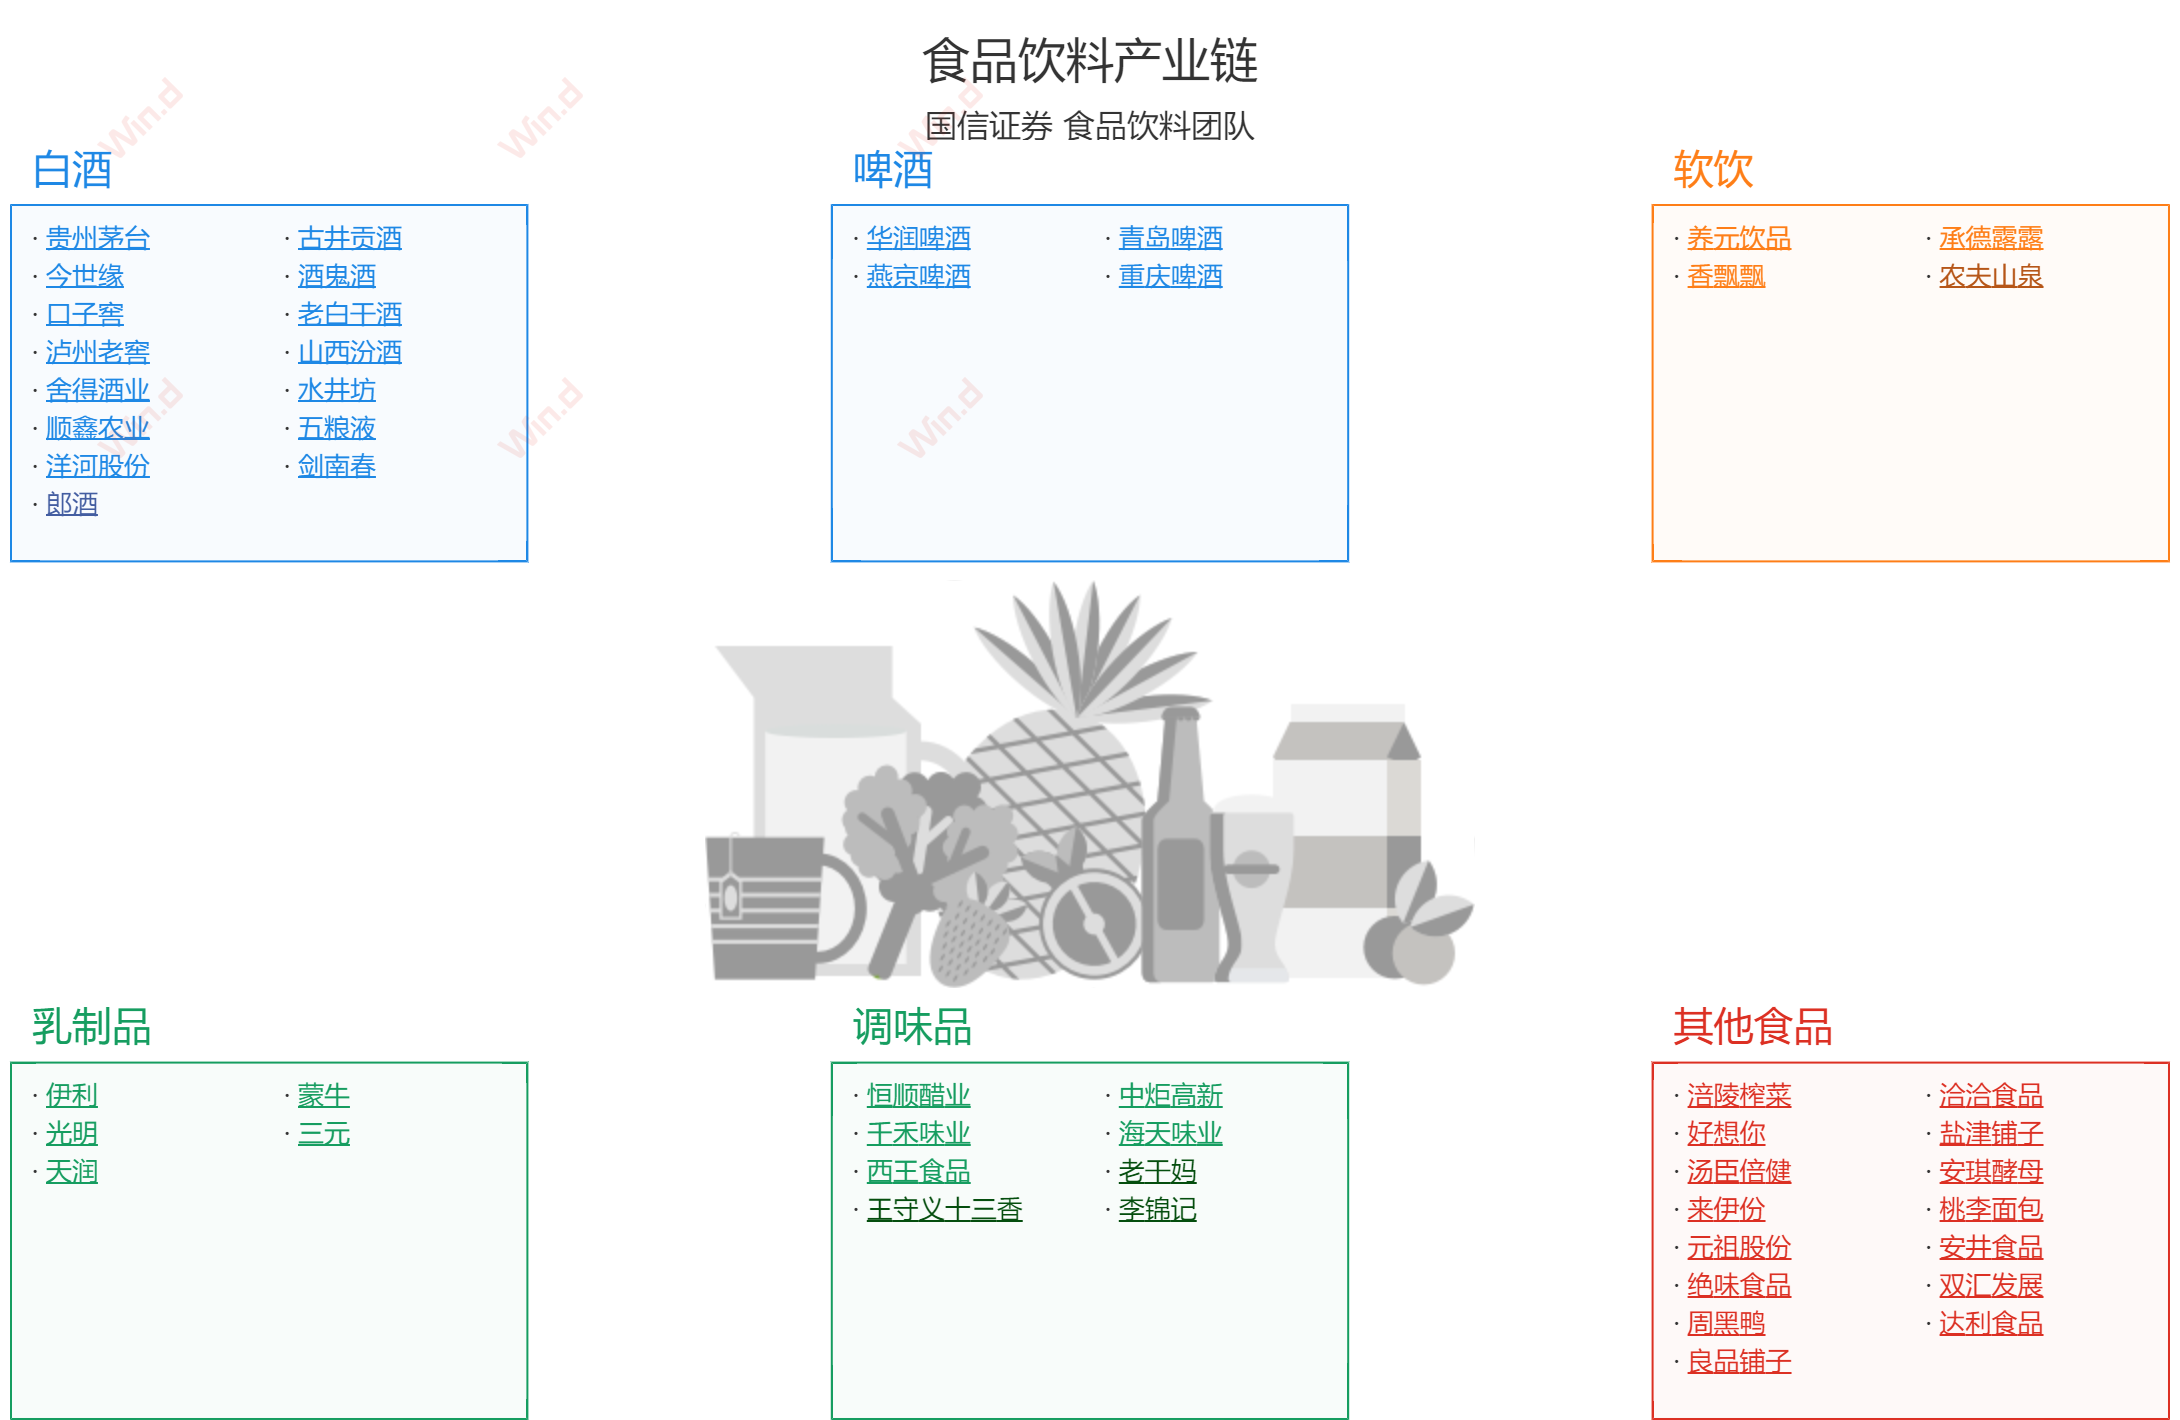 食品饮料产业链
国信证券 食品饮料团队
白酒
· 贵州茅台 · 古井贡酒
· 今世缘 · 酒鬼酒
· 口子窖 · 老白干酒
· 泸州老窖 · 山西汾酒
· 舍得酒业 · 水井坊
· 顺鑫农业 · 五粮液
· 洋河股份 · 剑南春
· 郎酒
啤酒
· 华润啤酒 · 青岛啤酒
· 燕京啤酒 · 重庆啤酒
软饮
· 养元饮品 · 承德露露
· 香飘飘 · 农夫山泉
乳制品
· 伊利 · 蒙牛
· 光明 · 三元
· 天润
调味品
· 恒顺醋业 · 中炬高新
· 千禾味业 · 海天味业
· 西王食品 · 老干妈
· 王守义十三香 · 李锦记
其他食品
· 涪陵榨菜 · 洽洽食品
· 好想你 · 盐津铺子
· 汤臣倍健 · 安琪酵母
· 来伊份 · 桃李面包
· 元祖股份 · 安井食品
· 绝味食品 · 双汇发展
· 周黑鸭 · 达利食品
· 良品铺子
Win.d
Win.d
Win.d
Win.d
Win.d
Win.d